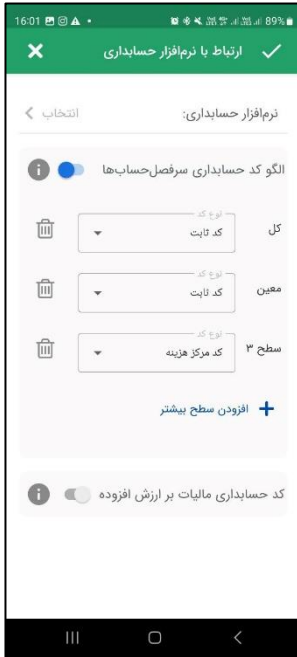 16:01 89%
ارتباط با نرم‌افزار حسابداری
نرم‌افزار حسابداری: انتخاب
الگو کد حسابداری سرفصل‌حساب‌ها
نوع کد
کل کد ثابت
نوع کد
معین کد ثابت
نوع کد
سطح ۳ کد مرکز هزینه
+ افزودن سطح بیشتر
کد حسابداری مالیات بر ارزش افزوده